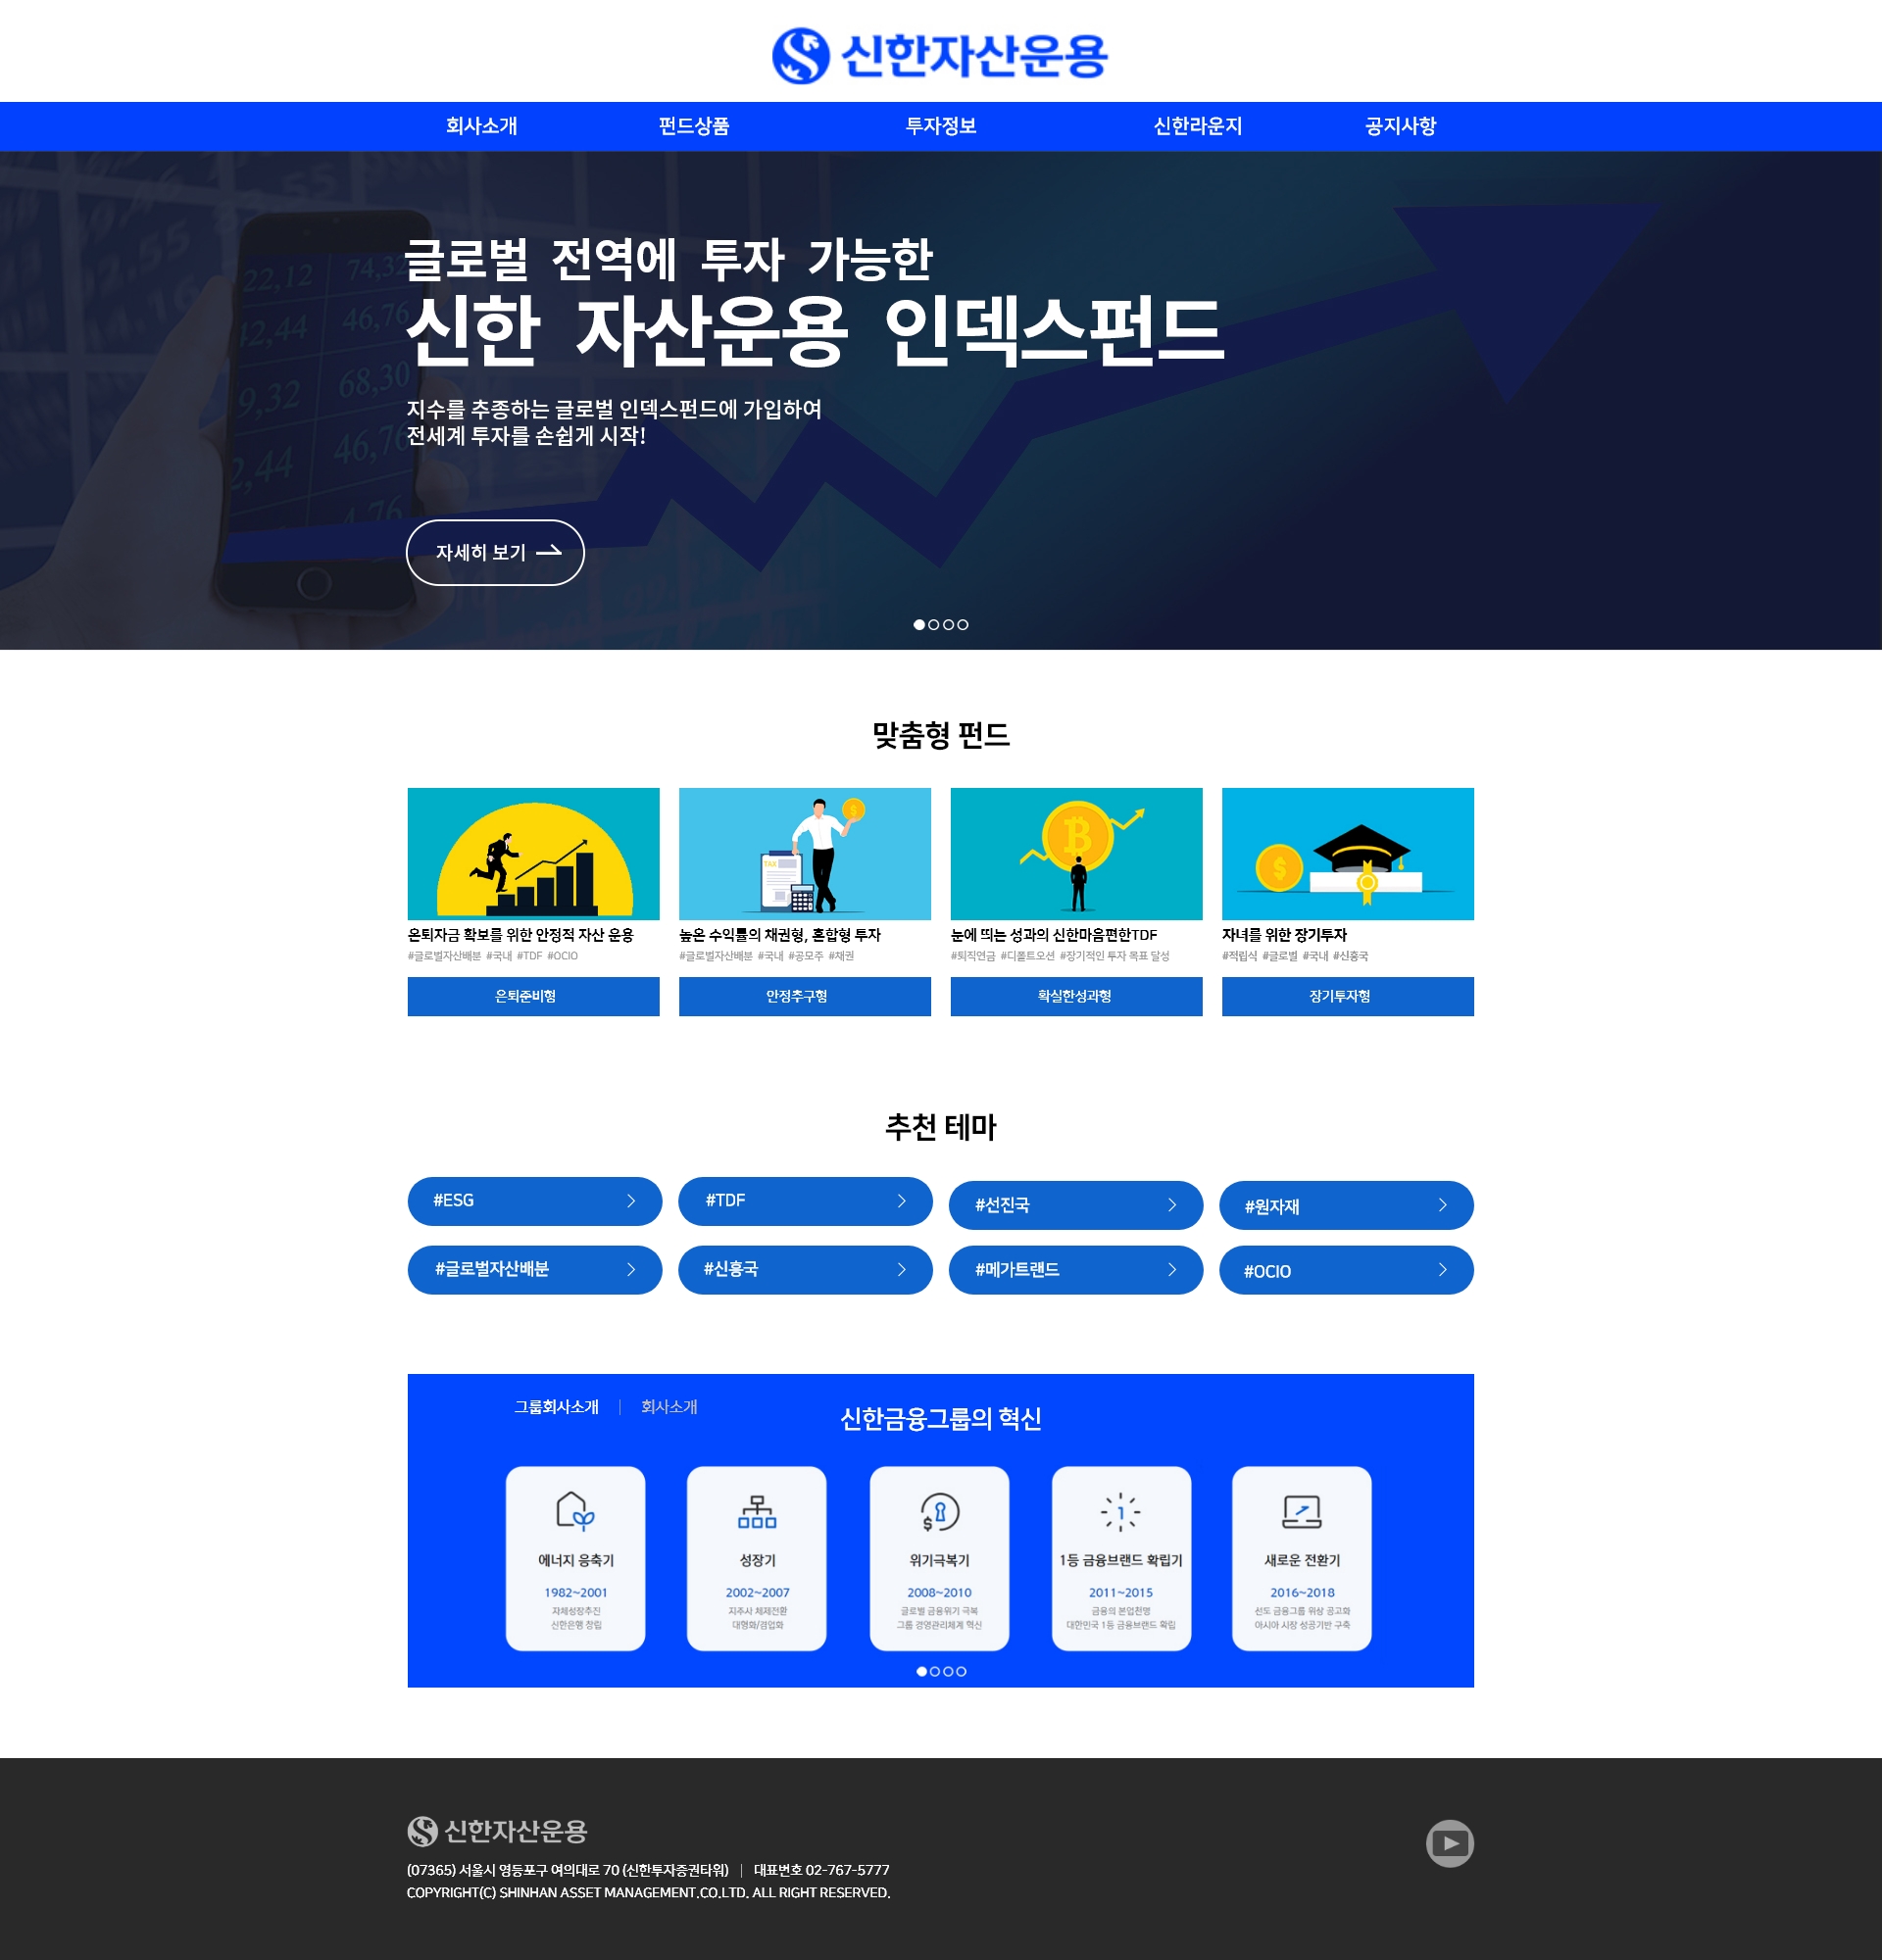 신한자산운용
회사소개 펀드상품 투자정보 신한라운지 공지사항
글로벌 전역에 투자 가능한
신한 자산운용 인덱스펀드
지수를 추종하는 글로벌 인덱스펀드에 가입하여
전세계 투자를 손쉽게 시작!
자세히 보기
22,12 74,32
12,44 46,76
9,32 68,30
2,44 46,76
4,76
맞춤형 펀드
TAX
은퇴자금 확보를 위한 안정적 자산 운용
#글로벌자산배분 #국내 #TDF #OCIO
은퇴준비형
높은 수익률의 채권형, 혼합형 투자
#글로벌자산배분 #국내 #공모주 #채권
안정추구형
눈에 띄는 성과의 신한마음편한TDF
#퇴직연금 #디폴트오션 #장기적인 투자 목표 달성
확실한성과형
자녀를 위한 장기투자
#적립식 #글로벌 #국내 #신흥국
장기투자형
추천 테마
#ESG #TDF #선진국 #원자재
#글로벌자산배분 #신흥국 #메가트랜드 #OCIO
그룹회사소개 | 회사소개
신한금융그룹의 혁신
에너지 응축기
1982~2001
자체성장추진
신한은행 창립
성장기
2002~2007
지주사 체제전환
대형화/겸업화
위기극복기
2008~2010
글로벌 금융위기 극복
그룹 경영관리체계 혁신
1
1등 금융브랜드 확립기
2011~2015
금융의 본업천명
대한민국 1등 금융브랜드 확립
새로운 전환기
2016~2018
선도 금융그룹 위상 공고화
아시아 시장 성공기반 구축
신한자산운용
(07365) 서울시 영등포구 여의대로 70 (신한투자증권타워) | 대표번호 02-767-5777
COPYRIGHT(C) SHINHAN ASSET MANAGEMENT.CO.LTD. ALL RIGHT RESERVED.